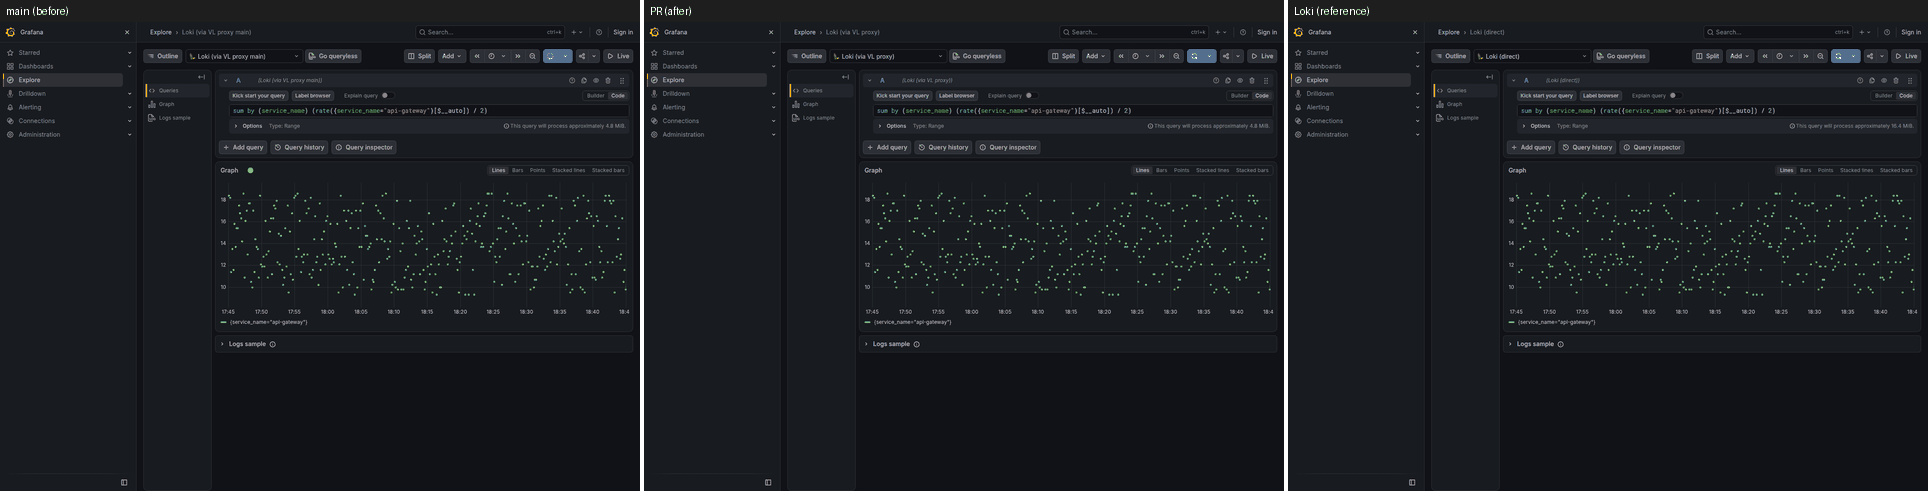 main (before)
Grafana
Explore › Loki (via VL proxy main)
Search...
ctrl+k
Sign in
Starred
Dashboards
Explore
Drilldown
Alerting
Connections
Administration
Outline
Loki (via VL proxy main)
Go queryless
Split
Add
Live
Queries
Graph
Logs sample
A
(Loki (via VL proxy main))
Kick start your query
Label browser
Explain query
Builder
Code
sum by (service_name) (rate({service_name="api-gateway"}[$__auto]) / 2)
Options Type: Range
This query will process approximately 4.8 MiB.
+ Add query
Query history
Query inspector
Graph
Lines Bars Points Stacked lines Stacked bars
18
16
14
12
10
17:45 17:50 17:55 18:00 18:05 18:10 18:15 18:20 18:25 18:30 18:35 18:4
{service_name="api-gateway"}
Logs sample
PR (after)
Grafana
Explore › Loki (via VL proxy)
Search...
ctrl+k
Sign in
Starred
Dashboards
Explore
Drilldown
Alerting
Connections
Administration
Outline
Loki (via VL proxy)
Go queryless
Split
Add
Live
Queries
Graph
Logs sample
A
(Loki (via VL proxy))
Kick start your query
Label browser
Explain query
Builder
Code
sum by (service_name) (rate({service_name="api-gateway"}[$__auto]) / 2)
Options Type: Range
This query will process approximately 4.8 MiB.
+ Add query
Query history
Query inspector
Graph
Lines Bars Points Stacked lines Stacked bars
18
16
14
12
10
17:45 17:50 17:55 18:00 18:05 18:10 18:15 18:20 18:25 18:30 18:35 18:4
{service_name="api-gateway"}
Logs sample
Loki (reference)
Grafana
Explore › Loki (direct)
Search...
ctrl+k
Sign in
Starred
Dashboards
Explore
Drilldown
Alerting
Connections
Administration
Outline
Loki (direct)
Go queryless
Split
Add
Live
Queries
Graph
Logs sample
A
(Loki (direct))
Kick start your query
Label browser
Explain query
Builder
Code
sum by (service_name) (rate({service_name="api-gateway"}[$__auto]) / 2)
Options Type: Range
This query will process approximately 16.4 MiB.
+ Add query
Query history
Query inspector
Graph
Lines Bars Points Stacked lines Stacked bars
18
16
14
12
10
17:45 17:50 17:55 18:00 18:05 18:10 18:15 18:20 18:25 18:30 18:35 18:4
{service_name="api-gateway"}
Logs sample